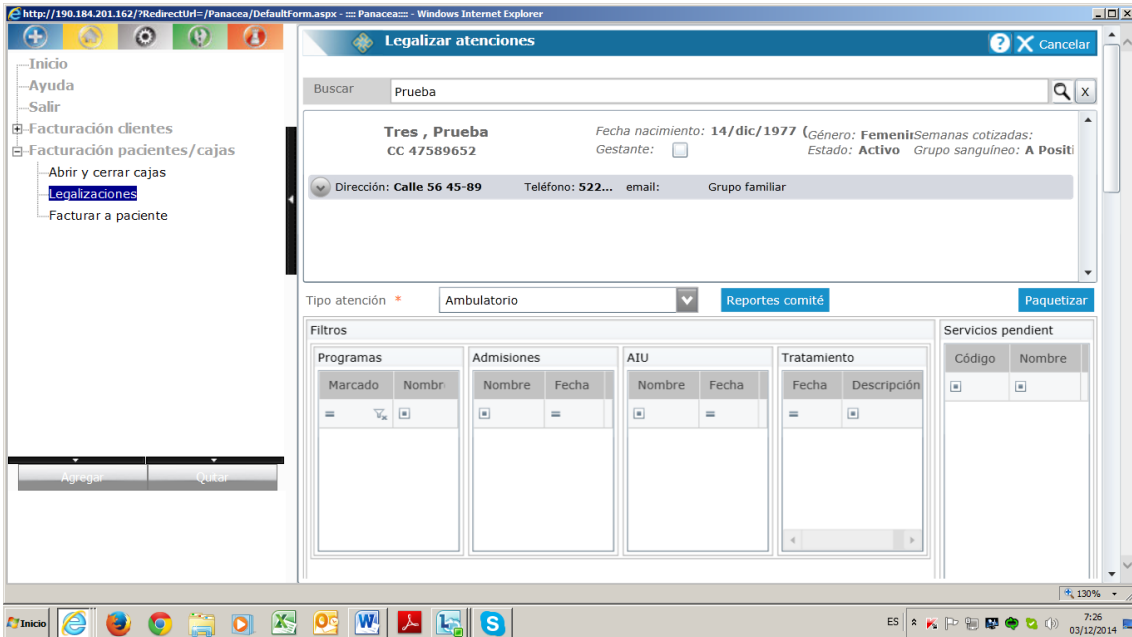 http://190.184.201.162/?RedirectUrl=/Panacea/DefaultForm.aspx - :::: Panacea:::: - Windows Internet Explorer
Inicio
Ayuda
Salir
Facturación clientes
Facturación pacientes/cajas
Abrir y cerrar cajas
Legalizaciones
Facturar a paciente
Agregar Quitar
Legalizar atenciones
? X Cancelar
Buscar Prueba x
Tres , Prueba Fecha nacimiento: 14/dic/1977 ( Género: Femenin Semanas cotizadas:
CC 47589652 Gestante: Estado: Activo Grupo sanguíneo: A Positi
Dirección: Calle 56 45-89 Teléfono: 522... email: Grupo familiar
Tipo atención * Ambulatorio Reportes comité Paquetizar
Filtros Servicios pendient
Programas Admisiones AIU Tratamiento
Marcado Nombr Nombre Fecha Nombre Fecha Fecha Descripción Código Nombre
= = = =
130%
Inicio ES 7:26
03/12/2014